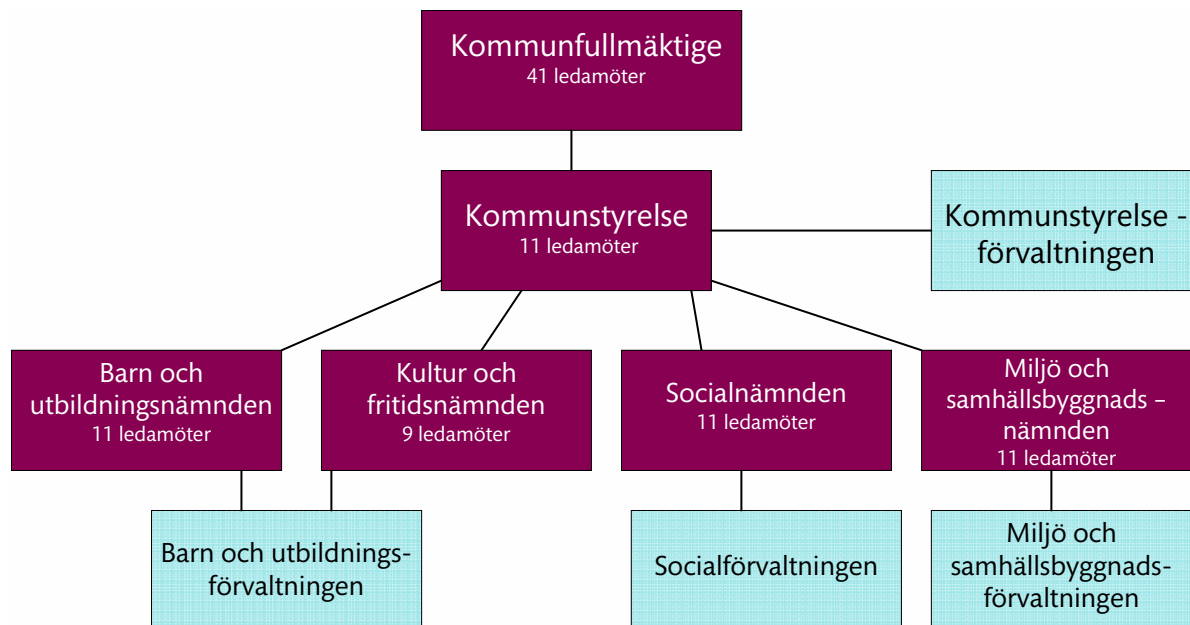 Kommunfullmäktige
41 ledamöter
Kommunstyrelse
11 ledamöter
Kommunstyrelse -
förvaltningen
Barn och
utbildningsnämnden
11 ledamöter
Kultur och
fritidsnämnden
9 ledamöter
Socialnämnden
11 ledamöter
Miljö och
samhällsbyggnads –
nämnden
11 ledamöter
Barn och utbildnings-
förvaltningen
Socialförvaltningen
Miljö och
samhällsbyggnads-
förvaltningen